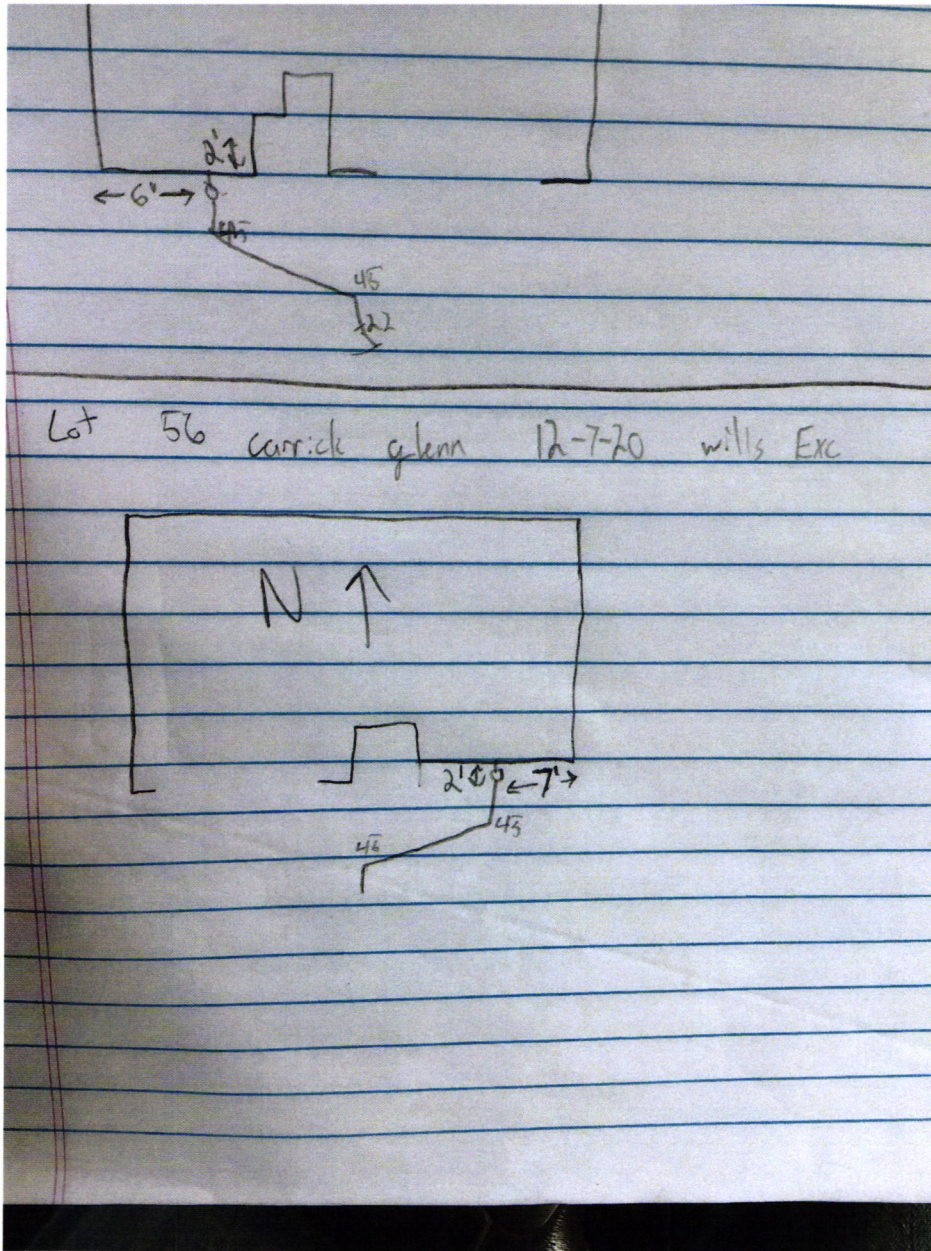 2'
← 6' →
45
45
22
Lot 56 carrick glenn 12-7-20 wills Exc
N ↑
2' ← 7' →
45
45